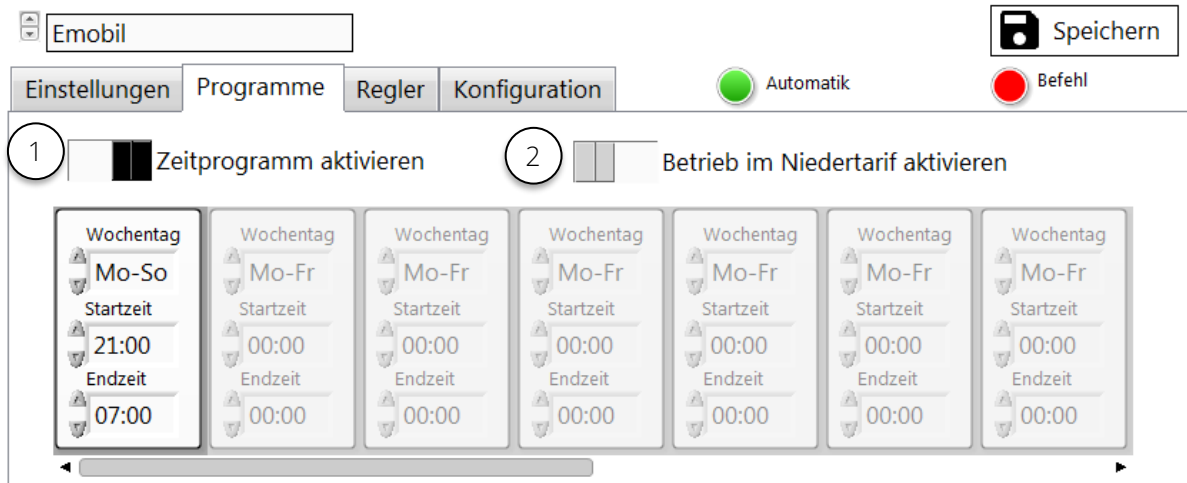 Emobil
Speichern
Einstellungen Programme Regler Konfiguration Automatik Befehl
1 Zeitprogramm aktivieren 2 Betrieb im Niedertarif aktivieren
Wochentag Wochentag Wochentag Wochentag Wochentag Wochentag Wochentag
Mo-So Mo-Fr Mo-Fr Mo-Fr Mo-Fr Mo-Fr Mo-Fr
Startzeit Startzeit Startzeit Startzeit Startzeit Startzeit Startzeit
21:00 00:00 00:00 00:00 00:00 00:00 00:00
Endzeit Endzeit Endzeit Endzeit Endzeit Endzeit Endzeit
07:00 00:00 00:00 00:00 00:00 00:00 00:00